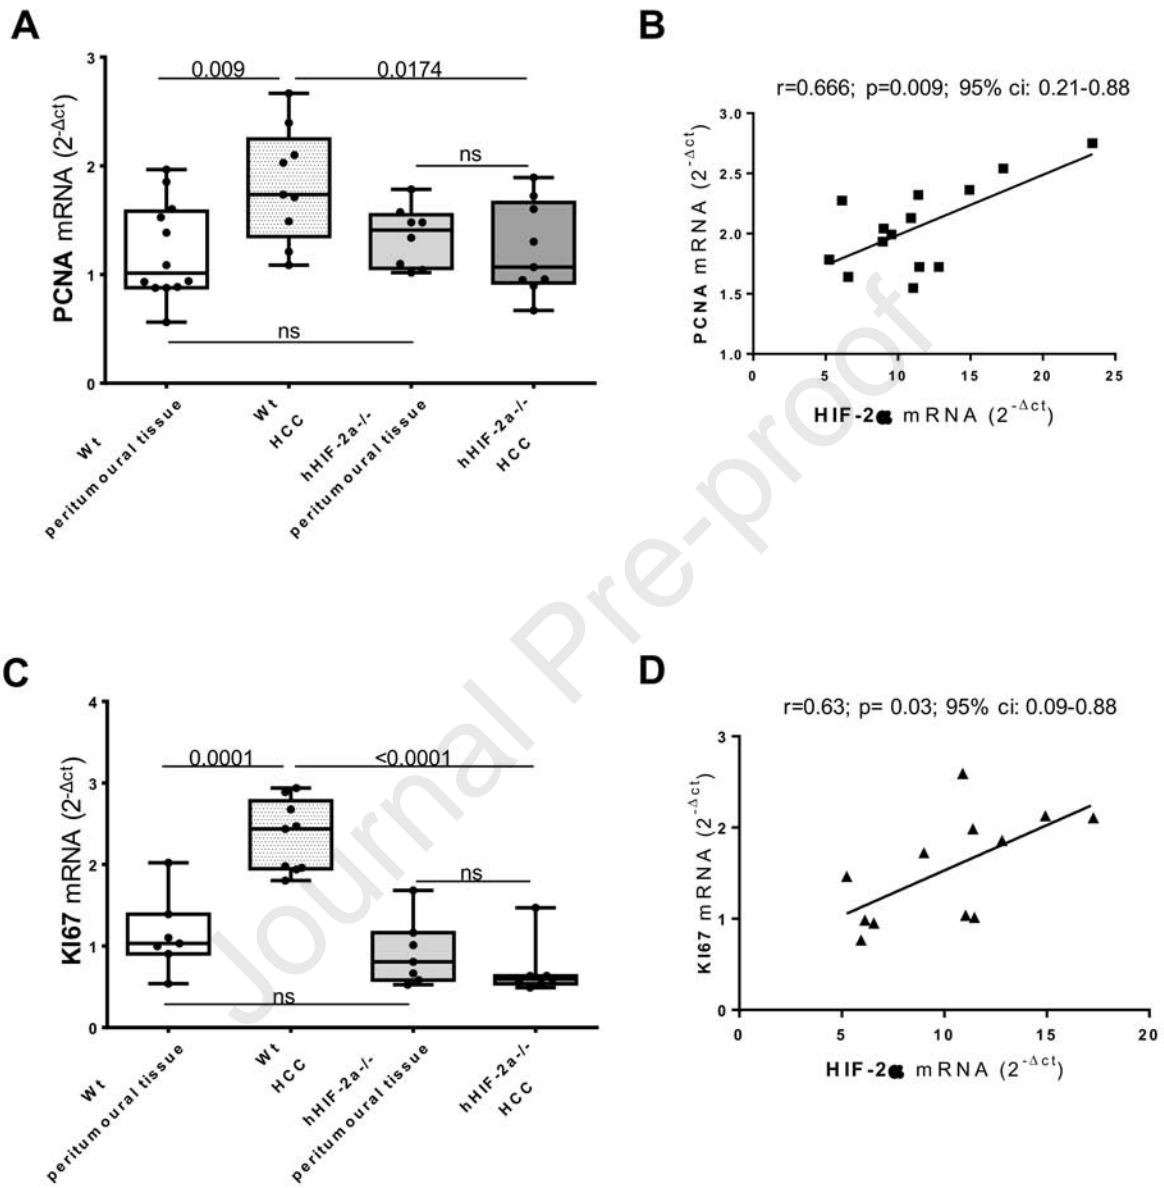 A
3
2
1
0
PCNA mRNA (2-Δct)
0.009
0.0174
ns
ns
Wt
peritumoural tissue
Wt
HCC
hHIF-2a-/-
peritumoural tissue
hHIF-2a-/-
HCC
B
r=0.666; p=0.009; 95% ci: 0.21-0.88
3.0
2.5
2.0
1.5
1.0
PCNA mRNA (2-Δct)
0 5 10 15 20 25
HIF-2α mRNA (2-Δct)
Journal Pre-proof
C
4
3
2
1
0
KI67 mRNA (2-Δct)
0.0001
<0.0001
ns
ns
Wt
peritumoural tissue
Wt
HCC
hHIF-2a-/-
peritumoural tissue
hHIF-2a-/-
HCC
D
r=0.63; p= 0.03; 95% ci: 0.09-0.88
3
2
1
0
KI67 mRNA (2-Δct)
0 5 10 15 20
HIF-2α mRNA (2-Δct)